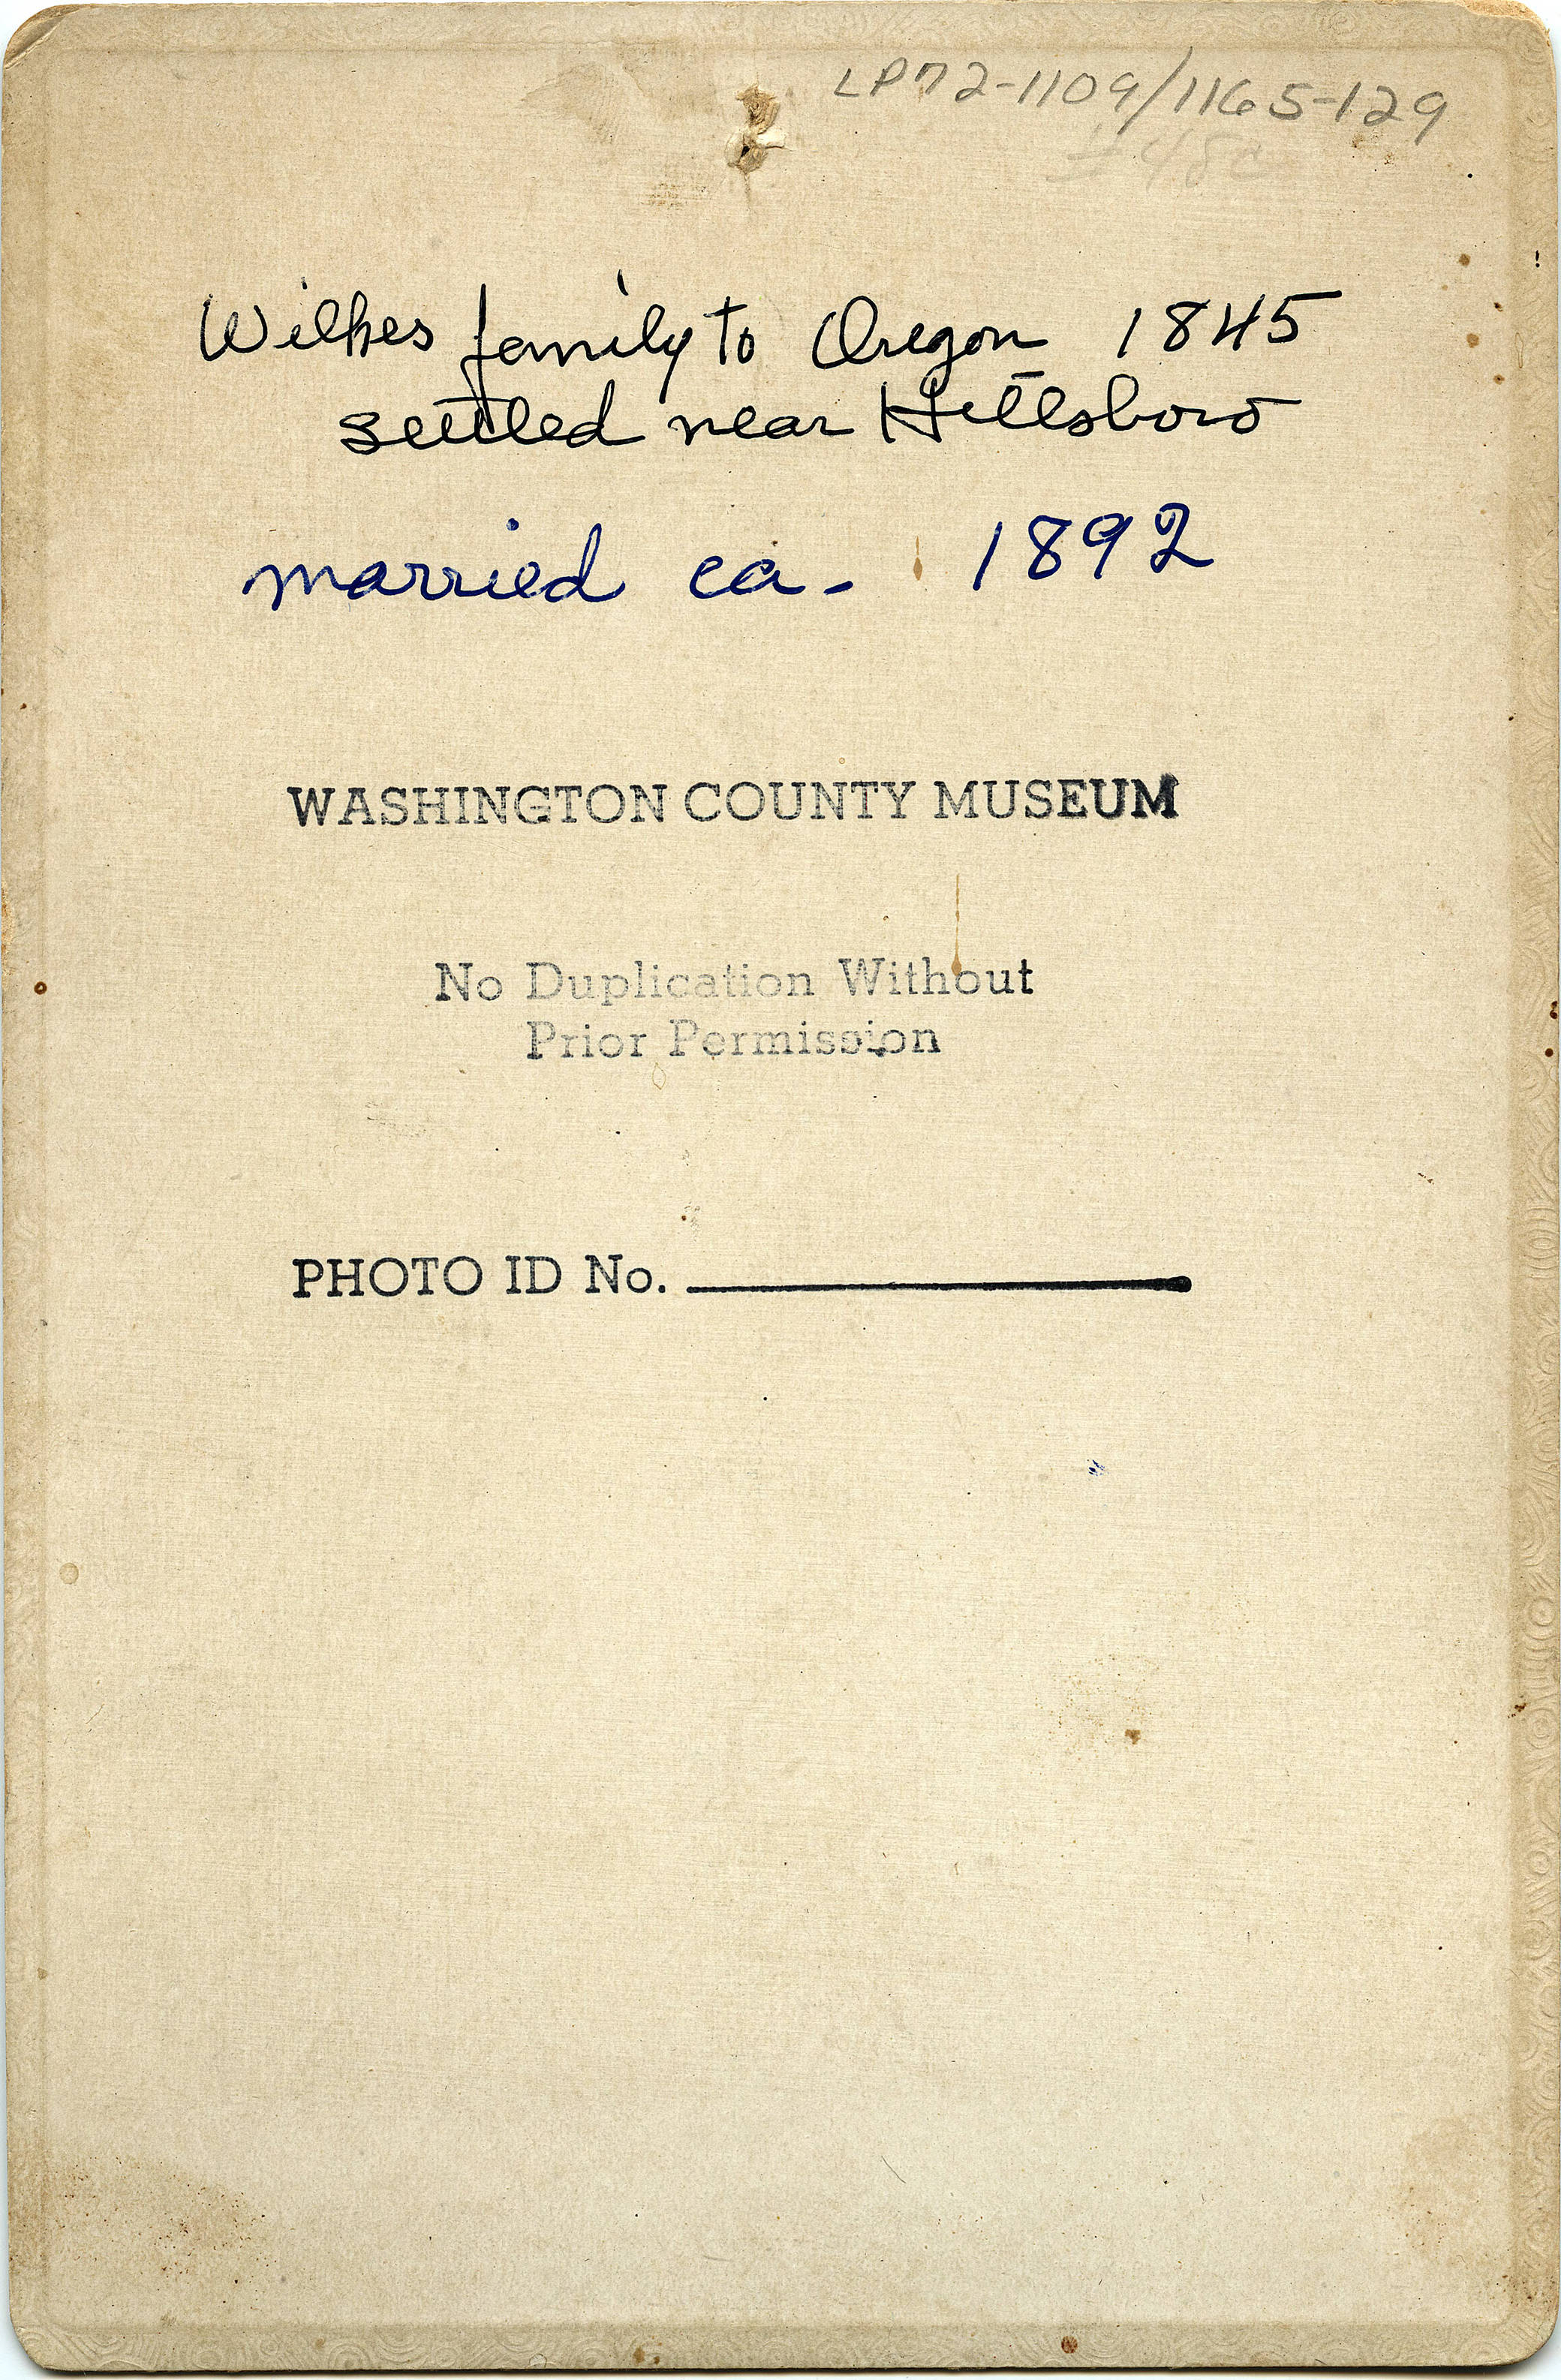 LP72-1109/1165-129
Wilkes family to Oregon 1845
settled near Hillsboro
married ca. 1892
WASHINGTON COUNTY MUSEUM
No Duplication Without
Prior Permission
PHOTO ID No.